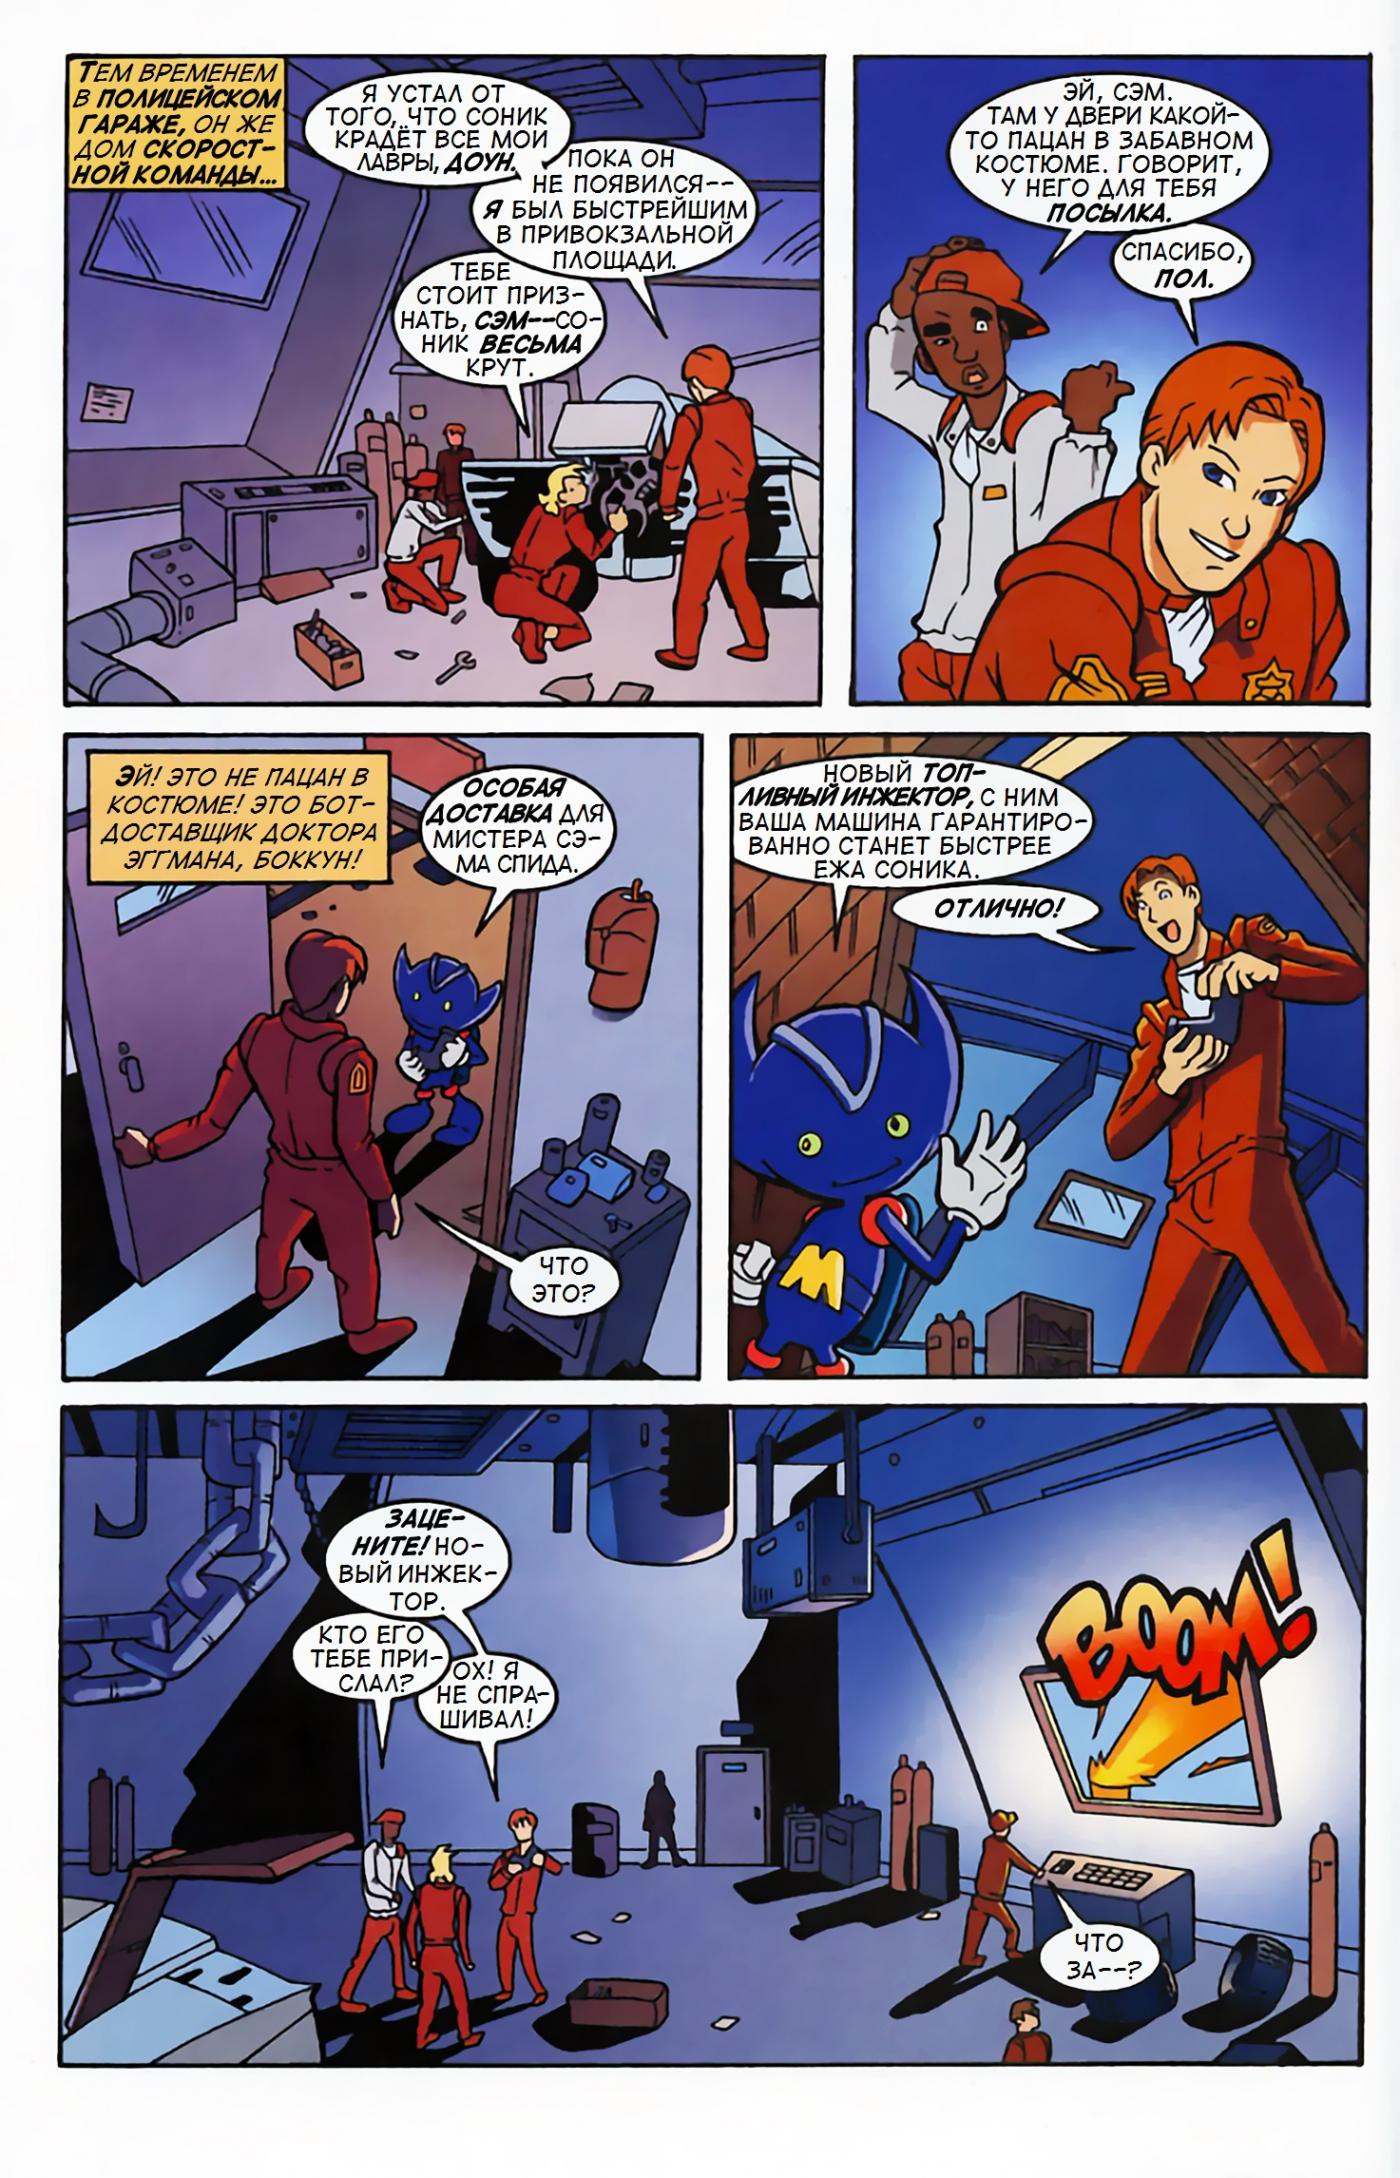 ТЕМ ВРЕМЕНЕМ
В ПОЛИЦЕЙСКОМ
ГАРАЖЕ, ОН ЖЕ
ДОМ СКОРОСТ-
НОЙ КОМАНДЫ...
Я УСТАЛ ОТ
ТОГО, ЧТО СОНИК
КРАДЁТ ВСЕ МОИ
ЛАВРЫ, ДОУН.
ПОКА ОН
НЕ ПОЯВИЛСЯ--
Я БЫЛ БЫСТРЕЙШИМ
В ПРИВОКЗАЛЬНОЙ
ПЛОЩАДИ.
ТЕБЕ
СТОИТ ПРИЗ-
НАТЬ, СЭМ--СО-
НИК ВЕСЬМА
КРУТ.
ЭЙ, СЭМ.
ТАМ У ДВЕРИ КАКОЙ-
ТО ПАЦАН В ЗАБАВНОМ
КОСТЮМЕ. ГОВОРИТ,
У НЕГО ДЛЯ ТЕБЯ
ПОСЫЛКА.
СПАСИБО,
ПОЛ.
ЭЙ! ЭТО НЕ ПАЦАН В
КОСТЮМЕ! ЭТО БОТ-
ДОСТАВЩИК ДОКТОРА
ЭГГМАНА, БОККУН!
ОСОБАЯ
ДОСТАВКА ДЛЯ
МИСТЕРА СЭ-
МА СПИДА.
ЧТО
ЭТО?
НОВЫЙ ТОП-
ЛИВНЫЙ ИНЖЕКТОР, С НИМ
ВАША МАШИНА ГАРАНТИРО-
ВАННО СТАНЕТ БЫСТРЕЕ
ЕЖА СОНИКА.
ОТЛИЧНО!
M
ЗАЦЕ-
НИТЕ! НО-
ВЫЙ ИНЖЕК-
ТОР.
КТО ЕГО
ТЕБЕ ПРИ-
СЛАЛ?
ОХ! Я
НЕ СПРА-
ШИВАЛ!
BOOM!
ЧТО
ЗА--?